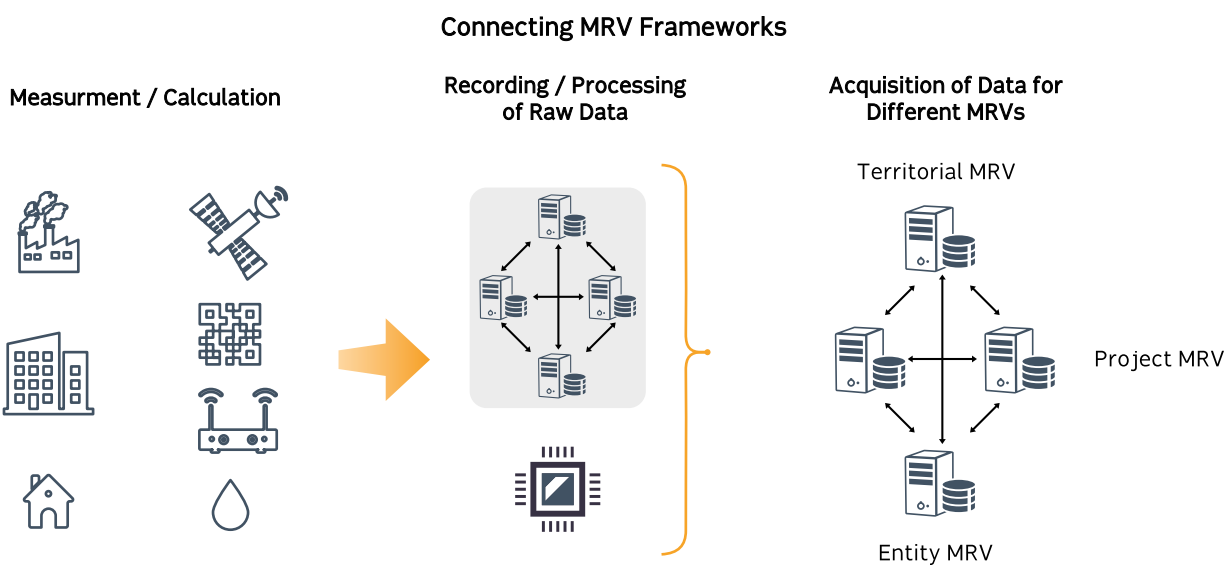 Connecting MRV Frameworks
Measurment / Calculation
Recording / Processing
of Raw Data
Acquisition of Data for
Different MRVs
Territorial MRV
Project MRV
Entity MRV